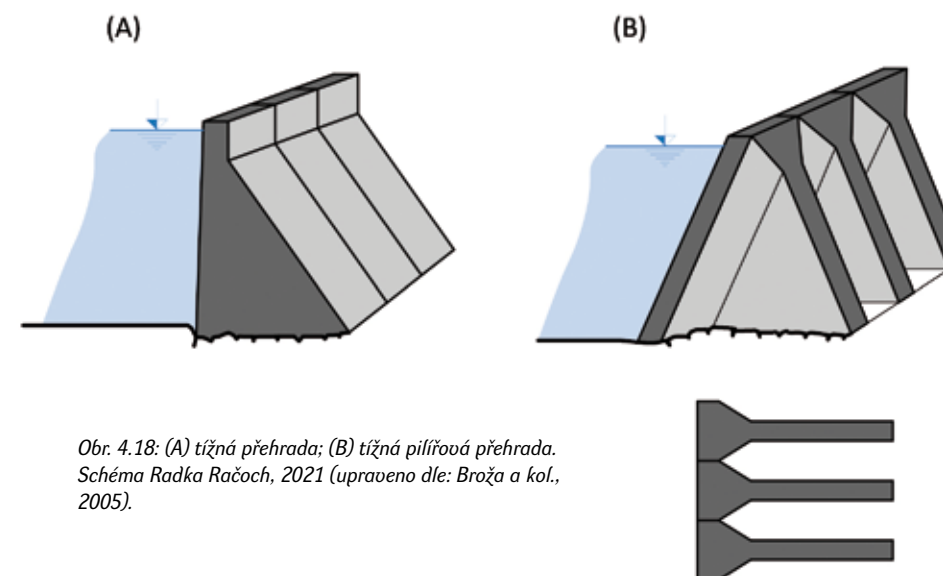 (A)
(B)
Obr. 4.18: (A) tížná přehrada; (B) tížná pilířová přehrada.
Schéma Radka Račoch, 2021 (upraveno dle: Broža a kol.,
2005).